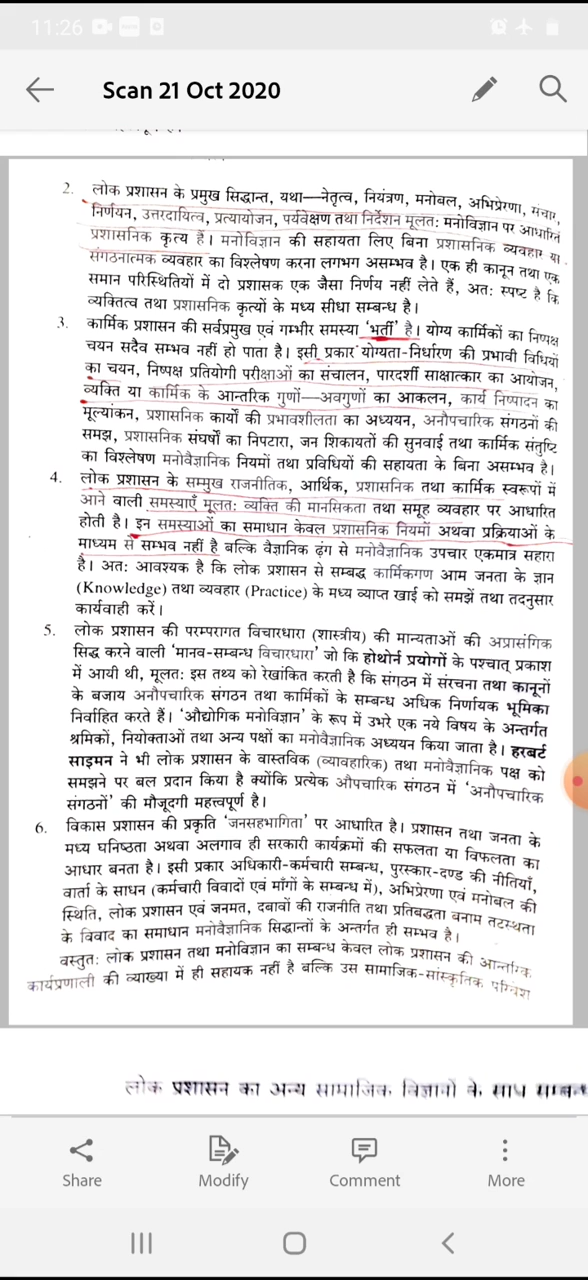 11:26
Scan 21 Oct 2020
2. लोक प्रशासन के प्रमुख सिद्धान्त, यथा—नेतृत्व, नियंत्रण, मनोबल, अभिप्रेरणा, संचार,
निर्णयन, उत्तरदायित्व, प्रत्यायोजन, पर्यवेक्षण तथा निर्देशन मूलत: मनोविज्ञान पर आधारित
प्रशासनिक कृत्य हैं। मनोविज्ञान की सहायता लिए बिना प्रशासनिक व्यवहार या
संगठनात्मक व्यवहार का विश्लेषण करना लगभग असम्भव है। एक ही कानून तथा एक
समान परिस्थितियों में दो प्रशासक एक जैसा निर्णय नहीं लेते हैं, अत: स्पष्ट है कि
व्यक्तित्व तथा प्रशासनिक कृत्यों के मध्य सीधा सम्बन्ध है।
3. कार्मिक प्रशासन की सर्वप्रमुख एवं गम्भीर समस्या 'भर्ती' है। योग्य कार्मिकों का निष्पक्ष
चयन सदैव सम्भव नहीं हो पाता है। इसी प्रकार योग्यता-निर्धारण की प्रभावी विधियों
का चयन, निष्पक्ष प्रतियोगी परीक्षाओं का संचालन, पारदर्शी साक्षात्कार का आयोजन,
व्यक्ति या कार्मिक के आन्तरिक गुणों—अवगुणों का आकलन, कार्य निष्पादन का
मूल्यांकन, प्रशासनिक कार्यों की प्रभावशीलता का अध्ययन, अनौपचारिक संगठनों की
समझ, प्रशासनिक संघर्षों का निपटारा, जन शिकायतों की सुनवाई तथा कार्मिक संतुष्टि
का विश्लेषण मनोवैज्ञानिक नियमों तथा प्रविधियों की सहायता के बिना असम्भव है।
4. लोक प्रशासन के सम्मुख राजनीतिक, आर्थिक, प्रशासनिक तथा कार्मिक स्वरूपों में
आने वाली समस्याएँ मूलत: व्यक्ति की मानसिकता तथा समूह व्यवहार पर आधारित
होती है। इन समस्याओं का समाधान केवल प्रशासनिक नियमों अथवा प्रक्रियाओं के
माध्यम से सम्भव नहीं है बल्कि वैज्ञानिक ढंग से मनोवैज्ञानिक उपचार एकमात्र सहारा
है। अत: आवश्यक है कि लोक प्रशासन से सम्बद्ध कार्मिकगण आम जनता के ज्ञान
(Knowledge) तथा व्यवहार (Practice) के मध्य व्याप्त खाई को समझें तथा तदनुसार
कार्यवाही करें।
5. लोक प्रशासन की परम्परागत विचारधारा (शास्त्रीय) की मान्यताओं की अप्रासंगिक
सिद्ध करने वाली 'मानव-सम्बन्ध विचारधारा' जो कि होथोर्न प्रयोगों के पश्चात् प्रकाश
में आयी थी, मूलत: इस तथ्य को रेखांकित करती है कि संगठन में संरचना तथा कानूनों
के बजाय अनौपचारिक संगठन तथा कार्मिकों के सम्बन्ध अधिक निर्णायक भूमिका
निर्वाहित करते हैं। 'औद्योगिक मनोविज्ञान' के रूप में उभरे एक नये विषय के अन्तर्गत
श्रमिकों, नियोक्ताओं तथा अन्य पक्षों का मनोवैज्ञानिक अध्ययन किया जाता है। हरबर्ट
साइमन ने भी लोक प्रशासन के वास्तविक (व्यावहारिक) तथा मनोवैज्ञानिक पक्ष को
समझने पर बल प्रदान किया है क्योंकि प्रत्येक औपचारिक संगठन में 'अनौपचारिक
संगठनों' की मौजूदगी महत्त्वपूर्ण है।
6. विकास प्रशासन की प्रकृति 'जनसहभागिता' पर आधारित है। प्रशासन तथा जनता के
मध्य घनिष्ठता अथवा अलगाव ही सरकारी कार्यक्रमों की सफलता या विफलता का
आधार बनता है। इसी प्रकार अधिकारी-कर्मचारी सम्बन्ध, पुरस्कार-दण्ड की नीतियाँ,
वार्ता के साधन (कर्मचारी विवादों एवं माँगों के सम्बन्ध में), अभिप्रेरणा एवं मनोबल की
स्थिति, लोक प्रशासन एवं जनमत, दबावों की राजनीति तथा प्रतिबद्धता बनाम तटस्थता
के विवाद का समाधान मनोवैज्ञानिक सिद्धान्तों के अन्तर्गत ही सम्भव है।
वस्तुत: लोक प्रशासन तथा मनोविज्ञान का सम्बन्ध केवल लोक प्रशासन की आन्तरिक
कार्यप्रणाली की व्याख्या में ही सहायक नहीं है बल्कि उस सामाजिक-सांस्कृतिक परिवेश
लोक प्रशासन का अन्य सामाजिक विज्ञानों के साथ सम्बन्ध
Share
Modify
Comment
More